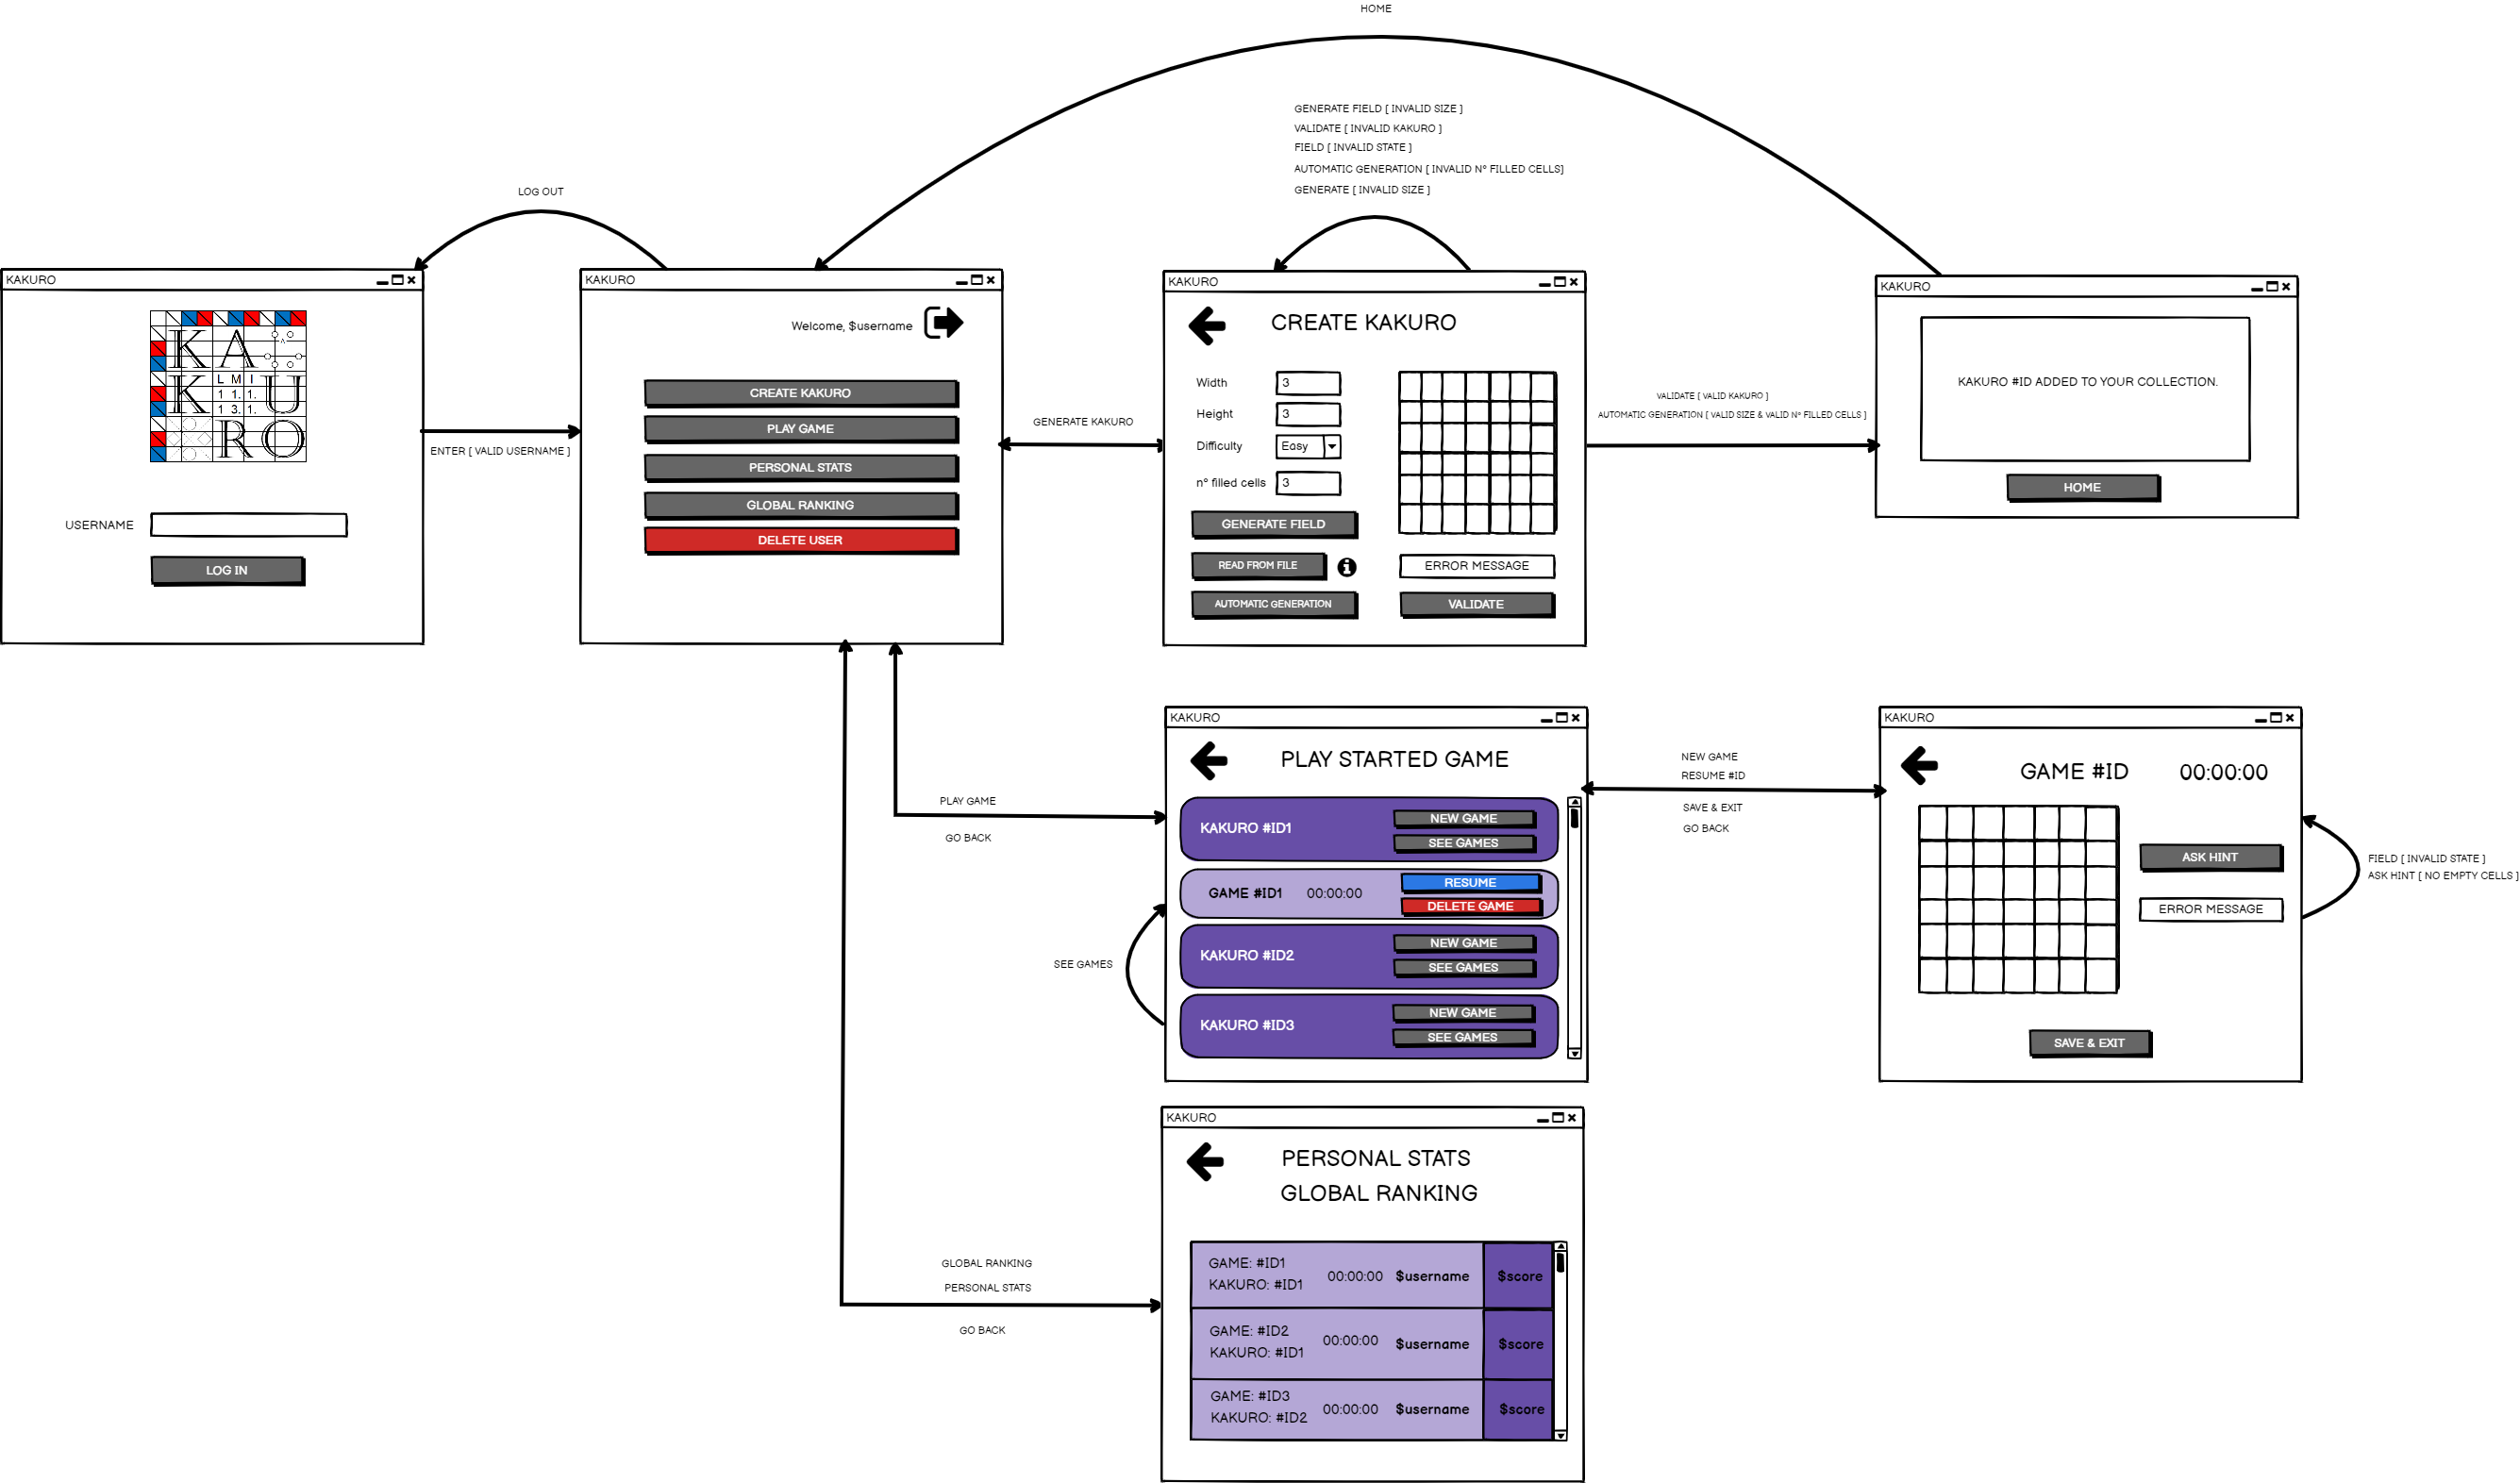 HOME
GENERATE FIELD [ INVALID SIZE ]
VALIDATE [ INVALID KAKURO ]
FIELD [ INVALID STATE ]
AUTOMATIC GENERATION [ INVALID Nº FILLED CELLS]
GENERATE [ INVALID SIZE ]
LOG OUT
KAKURO
K A
L M I
K U
1 1. 1.
1 3. 1.
R O
USERNAME
LOG IN
ENTER [ VALID USERNAME ]
KAKURO
Welcome, $username
CREATE KAKURO
PLAY GAME
PERSONAL STATS
GLOBAL RANKING
DELETE USER
GENERATE KAKURO
KAKURO
CREATE KAKURO
Width 3
Height 3
Difficulty Easy
nº filled cells 3
GENERATE FIELD
READ FROM FILE
ERROR MESSAGE
AUTOMATIC GENERATION
VALIDATE
VALIDATE [ VALID KAKURO ]
AUTOMATIC GENERATION [ VALID SIZE & VALID Nº FILLED CELLS ]
KAKURO
KAKURO #ID ADDED TO YOUR COLLECTION.
HOME
PLAY GAME
GO BACK
KAKURO
PLAY STARTED GAME
KAKURO #ID1
NEW GAME
SEE GAMES
GAME #ID1 00:00:00
RESUME
DELETE GAME
KAKURO #ID2
NEW GAME
SEE GAMES
KAKURO #ID3
NEW GAME
SEE GAMES
SEE GAMES
NEW GAME
RESUME #ID
SAVE & EXIT
GO BACK
KAKURO
GAME #ID 00:00:00
ASK HINT
ERROR MESSAGE
SAVE & EXIT
FIELD [ INVALID STATE ]
ASK HINT [ NO EMPTY CELLS ]
GLOBAL RANKING
PERSONAL STATS
GO BACK
KAKURO
PERSONAL STATS
GLOBAL RANKING
GAME: #ID1
KAKURO: #ID1
00:00:00 $username $score
GAME: #ID2
KAKURO: #ID1
00:00:00 $username $score
GAME: #ID3
KAKURO: #ID2
00:00:00 $username $score